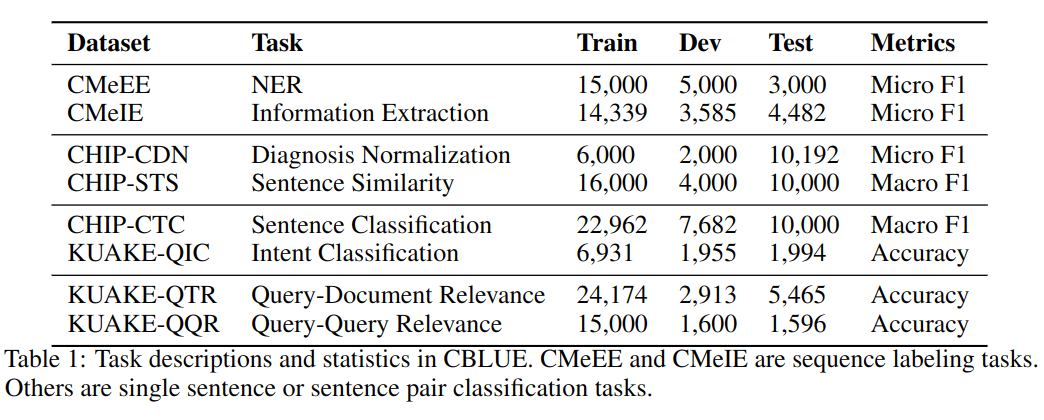 Dataset Task Train Dev Test Metrics
CMeEE NER 15,000 5,000 3,000 Micro F1
CMeIE Information Extraction 14,339 3,585 4,482 Micro F1
CHIP-CDN Diagnosis Normalization 6,000 2,000 10,192 Micro F1
CHIP-STS Sentence Similarity 16,000 4,000 10,000 Macro F1
CHIP-CTC Sentence Classification 22,962 7,682 10,000 Macro F1
KUAKE-QIC Intent Classification 6,931 1,955 1,994 Accuracy
KUAKE-QTR Query-Document Relevance 24,174 2,913 5,465 Accuracy
KUAKE-QQR Query-Query Relevance 15,000 1,600 1,596 Accuracy
Table 1: Task descriptions and statistics in CBLUE. CMeEE and CMeIE are sequence labeling tasks.
Others are single sentence or sentence pair classification tasks.